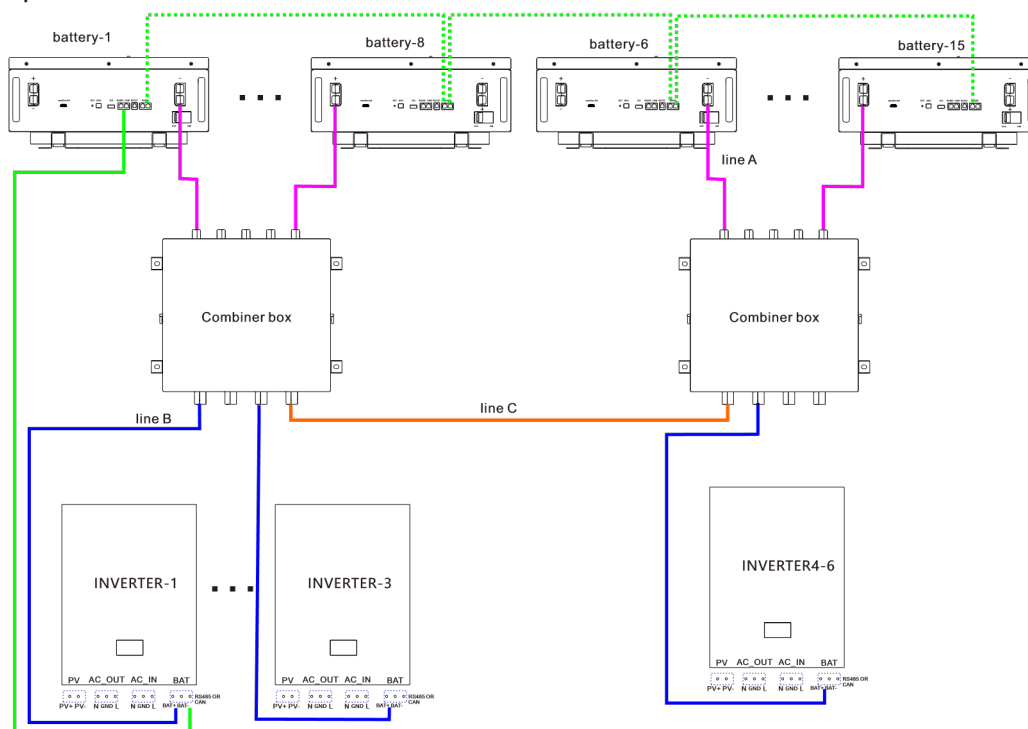 battery-1
battery-8
battery-6
battery-15
line A
Combiner box
Combiner box
line B
line C
INVERTER-1
INVERTER-3
INVERTER4-6
PV AC_OUT AC_IN BAT
PV+ PV- N GND L N GND L BAT+ BAT- RS485 OR CAN
PV AC_OUT AC_IN BAT
PV+ PV- N GND L N GND L BAT+ BAT- RS485 OR CAN
PV AC_OUT AC_IN BAT
PV+ PV- N GND L N GND L BAT+ BAT- RS485 OR CAN